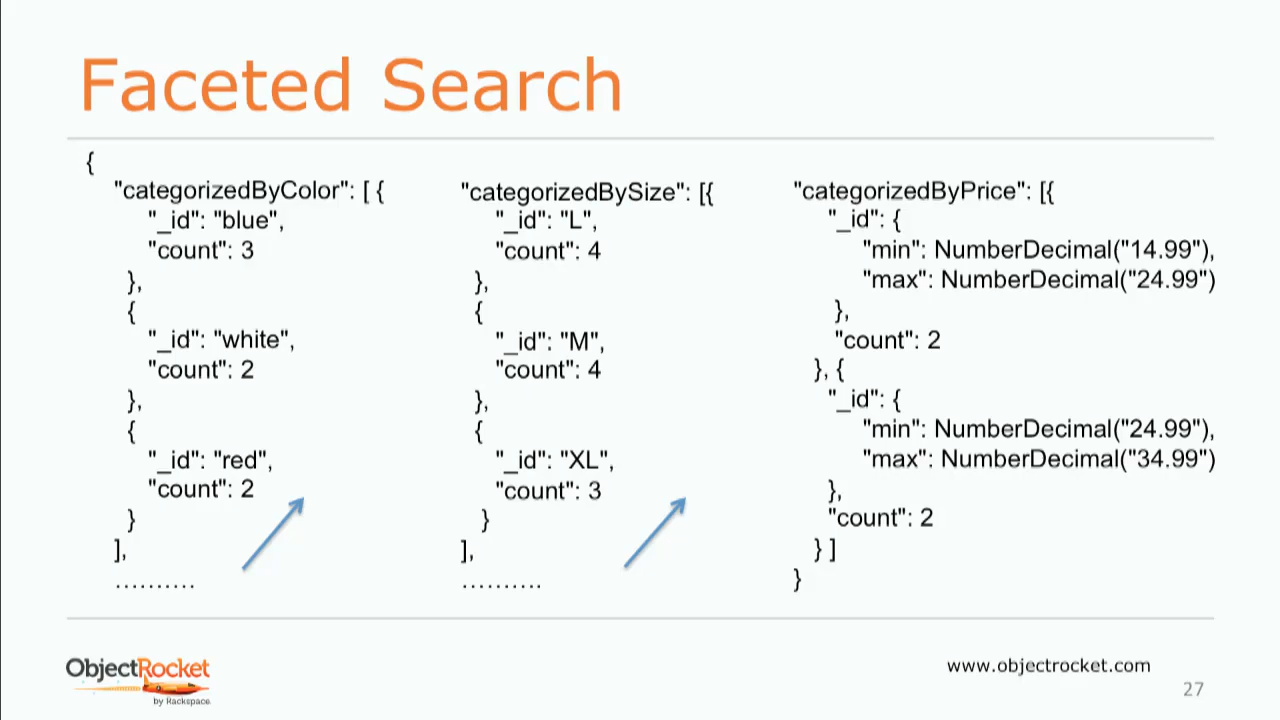 Faceted Search
{
"categorizedByColor": [ {
"_id": "blue",
"count": 3
},
{
"_id": "white",
"count": 2
},
{
"_id": "red",
"count": 2
}
],
..........
"categorizedBySize": [{
"_id": "L",
"count": 4
},
{
"_id": "M",
"count": 4
},
{
"_id": "XL",
"count": 3
}
],
..........
"categorizedByPrice": [{
"_id": {
"min": NumberDecimal("14.99"),
"max": NumberDecimal("24.99")
},
"count": 2
}, {
"_id": {
"min": NumberDecimal("24.99"),
"max": NumberDecimal("34.99")
},
"count": 2
} ]
}
ObjectRocket
by Rackspace
www.objectrocket.com
27